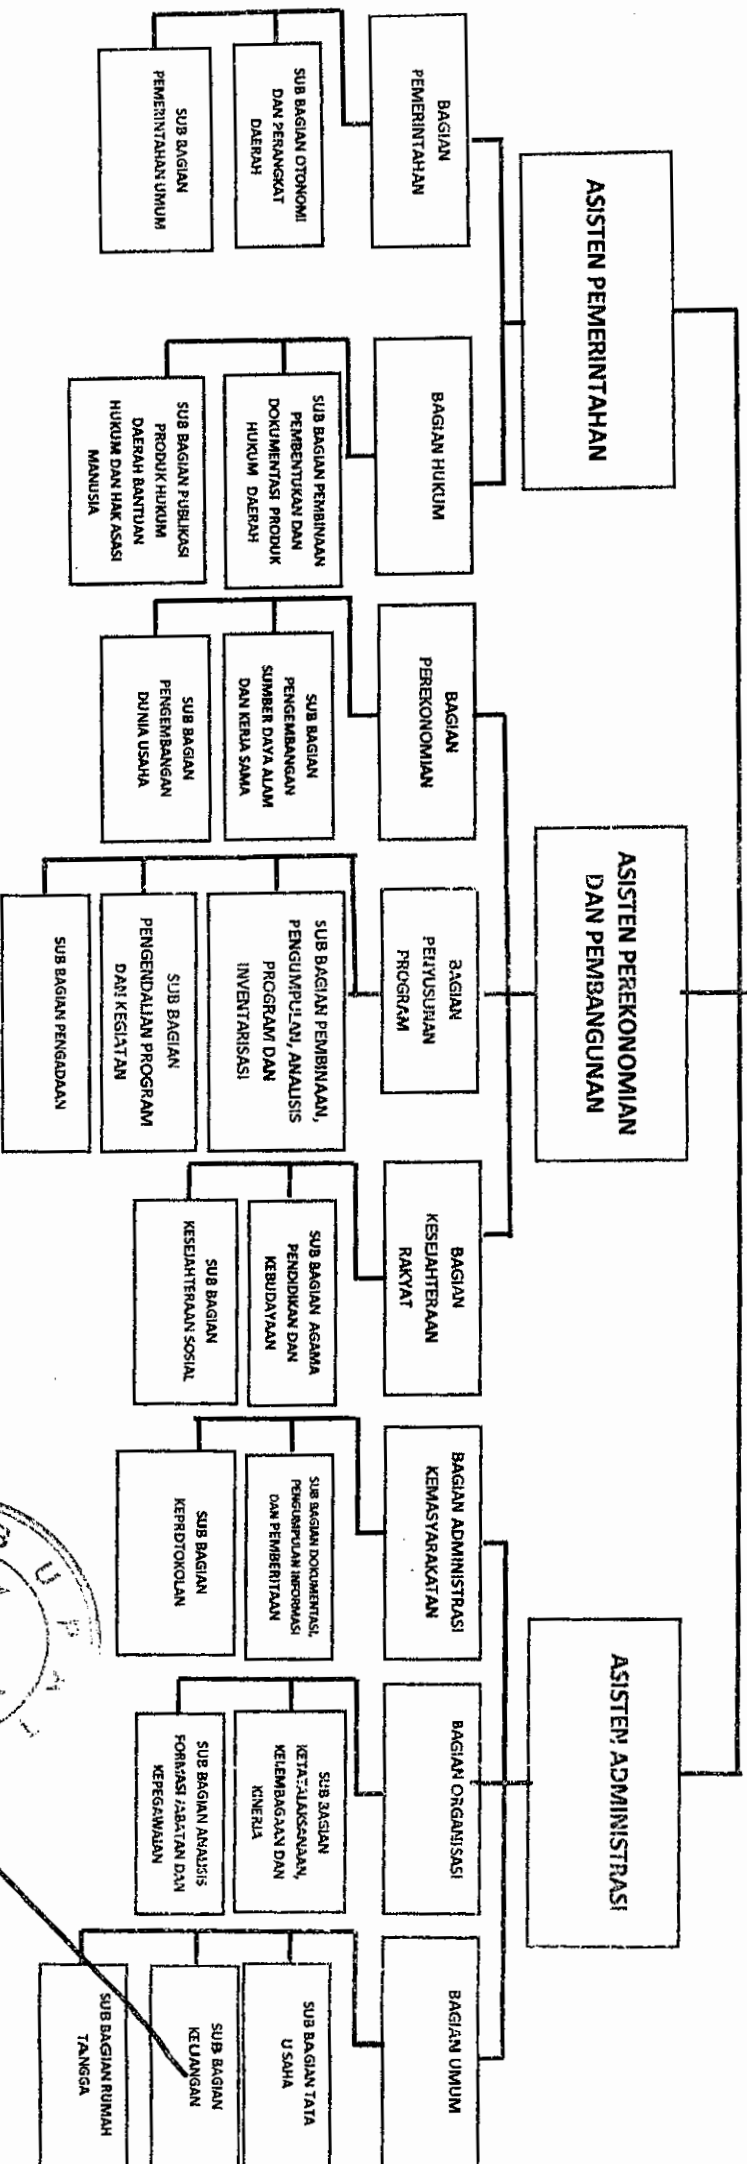 ASISTEN PEMERINTAHAN
ASISTEN PEREKONOMIAN
DAN PEMBANGUNAN
ASISTEN ADMINISTRASI
BAGIAN
PEMERINTAHAN
BAGIAN HUKUM
BAGIAN
PEREKONOMIAN
BAGIAN
PENYUSUNAN
PROGRAM
BAGIAN
KESEJAHTERAAN
RAKYAT
BAGIAN ADMINISTRASI
KEMASYARAKATAN
BAGIAN ORGANISASI
BAGIAN UMUM
SUB BAGIAN OTONOMI
DAN PERANGKAT
DAERAH
SUB BAGIAN
PEMERINTAHAN UMUM
SUB BAGIAN PEMBINAAN
PEMBENTUKAN DAN
DOKUMENTASI PRODUK
HUKUM DAERAH
SUB BAGIAN PUBLIKASI
PRODUK HUKUM
DAERAH BANTUAN
HUKUM DAN HAK ASASI
MANUSIA
SUB BAGIAN
PENGEMBANGAN
SUMBER DAYA ALAM
DAN KERJA SAMA
SUB BAGIAN
PENGEMBANGAN
DUNIA USAHA
SUB BAGIAN PEMBINAAN,
PENGUMPULAN, ANALISIS
PROGRAM DAN
INVENTARISASI
SUB BAGIAN
PENGENDALIAN PROGRAM
DAN KEGIATAN
SUB BAGIAN PENGADAAN
SUB BAGIAN AGAMA
PENDIDIKAN DAN
KEBUDAYAAN
SUB BAGIAN
KESEJAHTERAAN SOSIAL
SUB BAGIAN DOKUMENTASI,
PENGUMPULAN INFORMASI
DAN PEMBERITAAN
SUB BAGIAN
KEPROTOKOLAN
SUB BAGIAN
KETATALAKSANAAN,
KELEMBAGAAN DAN
KINERJA
SUB BAGIAN ANALISIS
FORMASI JABATAN DAN
KEPEGAWAIAN
SUB BAGIAN TATA
USAHA
SUB BAGIAN
KEUANGAN
SUB BAGIAN RUMAH
TANGGA
BUPATI